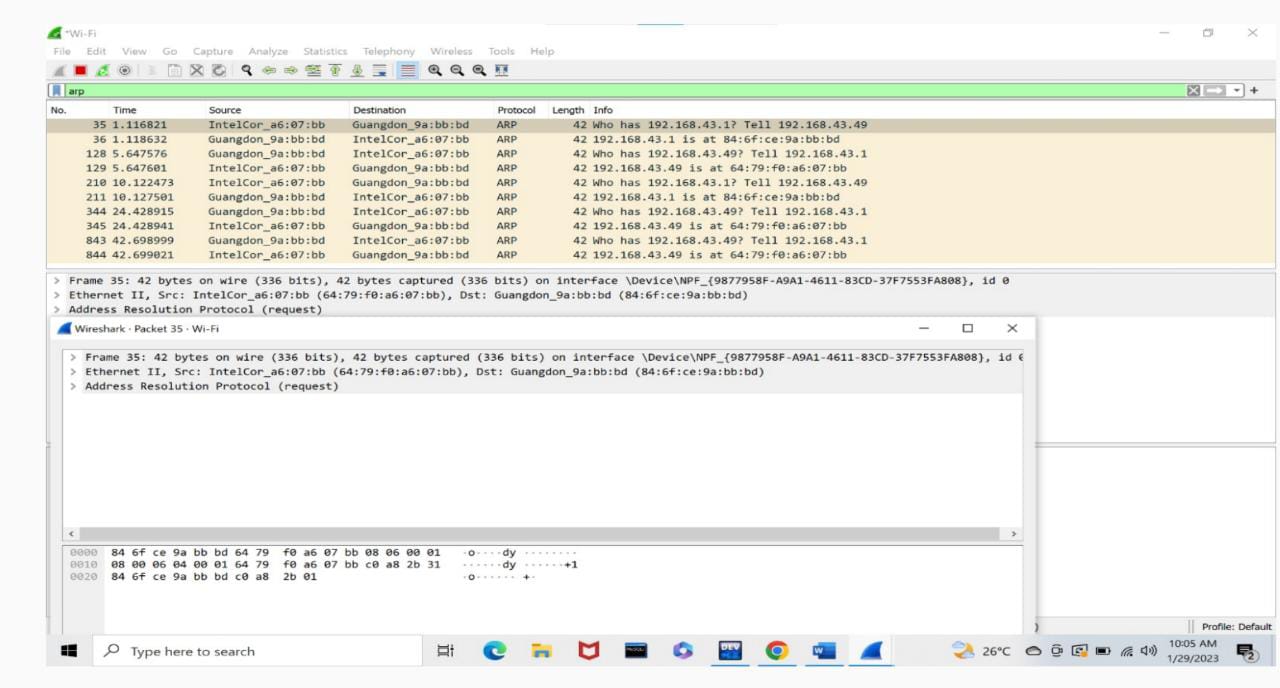 *Wi-Fi
File Edit View Go Capture Analyze Statistics Telephony Wireless Tools Help
arp
No. Time Source Destination Protocol Length Info
35 1.116821 IntelCor_a6:07:bb Guangdon_9a:bb:bd ARP 42 Who has 192.168.43.1? Tell 192.168.43.49
36 1.118632 Guangdon_9a:bb:bd IntelCor_a6:07:bb ARP 42 192.168.43.1 is at 84:6f:ce:9a:bb:bd
128 5.647576 Guangdon_9a:bb:bd IntelCor_a6:07:bb ARP 42 Who has 192.168.43.49? Tell 192.168.43.1
129 5.647601 IntelCor_a6:07:bb Guangdon_9a:bb:bd ARP 42 192.168.43.49 is at 64:79:f0:a6:07:bb
210 10.122473 IntelCor_a6:07:bb Guangdon_9a:bb:bd ARP 42 Who has 192.168.43.1? Tell 192.168.43.49
211 10.127501 Guangdon_9a:bb:bd IntelCor_a6:07:bb ARP 42 192.168.43.1 is at 84:6f:ce:9a:bb:bd
344 24.428915 Guangdon_9a:bb:bd IntelCor_a6:07:bb ARP 42 Who has 192.168.43.49? Tell 192.168.43.1
345 24.428941 IntelCor_a6:07:bb Guangdon_9a:bb:bd ARP 42 192.168.43.49 is at 64:79:f0:a6:07:bb
843 42.698999 Guangdon_9a:bb:bd IntelCor_a6:07:bb ARP 42 Who has 192.168.43.49? Tell 192.168.43.1
844 42.699021 IntelCor_a6:07:bb Guangdon_9a:bb:bd ARP 42 192.168.43.49 is at 64:79:f0:a6:07:bb
> Frame 35: 42 bytes on wire (336 bits), 42 bytes captured (336 bits) on interface \Device\NPF_{9877958F-A9A1-4611-83CD-37F7553FA808}, id 0
> Ethernet II, Src: IntelCor_a6:07:bb (64:79:f0:a6:07:bb), Dst: Guangdon_9a:bb:bd (84:6f:ce:9a:bb:bd)
> Address Resolution Protocol (request)
Wireshark · Packet 35 · Wi-Fi
> Frame 35: 42 bytes on wire (336 bits), 42 bytes captured (336 bits) on interface \Device\NPF_{9877958F-A9A1-4611-83CD-37F7553FA808}, id
> Ethernet II, Src: IntelCor_a6:07:bb (64:79:f0:a6:07:bb), Dst: Guangdon_9a:bb:bd (84:6f:ce:9a:bb:bd)
> Address Resolution Protocol (request)
0000 84 6f ce 9a bb bd 64 79 f0 a6 07 bb 08 06 00 01 ·o····dy ········
0010 08 00 06 04 00 01 64 79 f0 a6 07 bb c0 a8 2b 31 ······dy ······+1
0020 84 6f ce 9a bb bd c0 a8 2b 01 ·o······ +·
Profile: Default
Type here to search
DEV
W
26°C
10:05 AM
1/29/2023
2